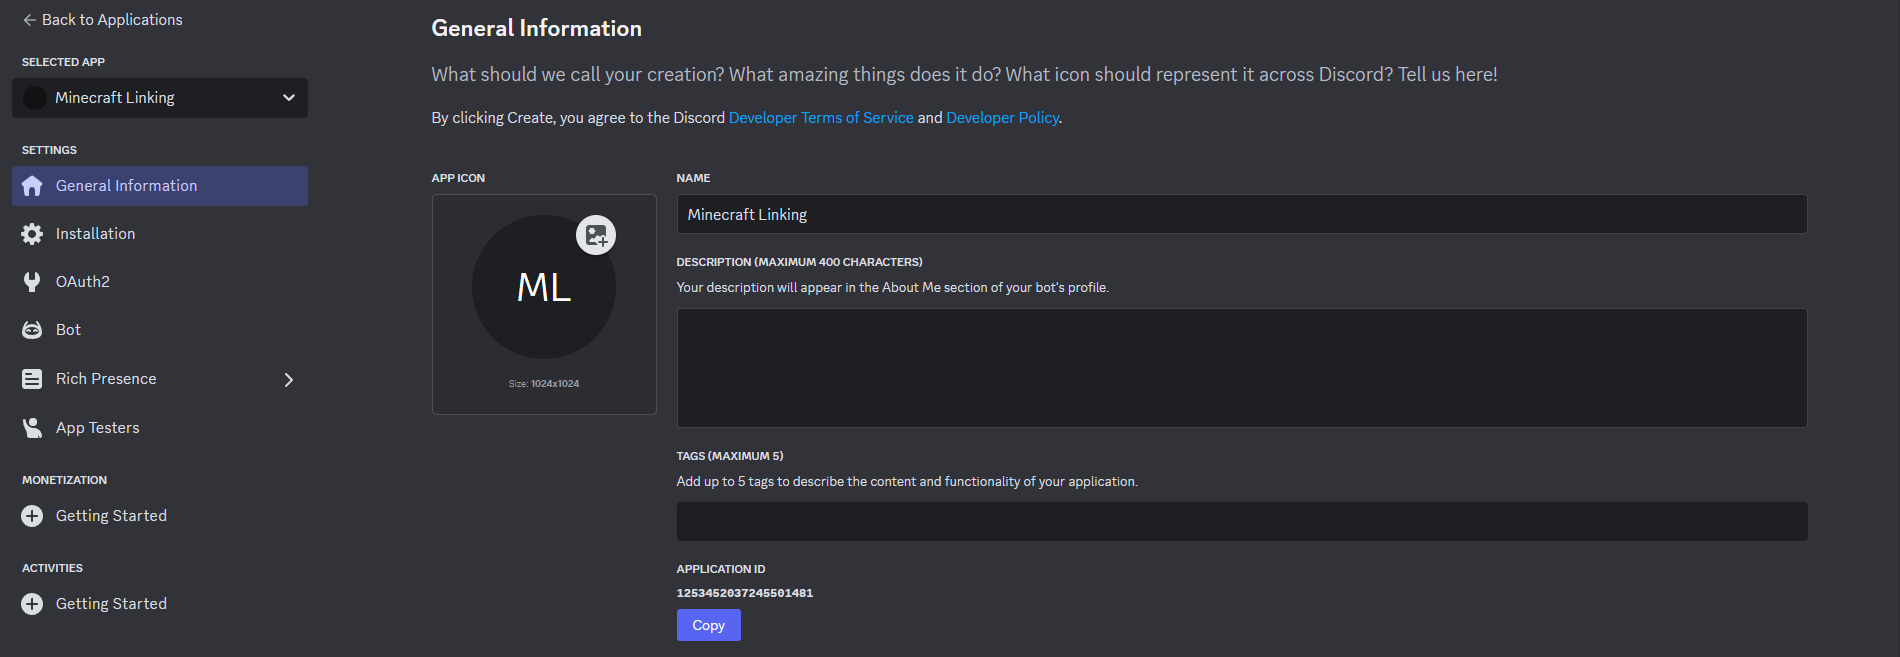 Back to Applications
SELECTED APP
Minecraft Linking
SETTINGS
General Information
Installation
OAuth2
Bot
Rich Presence
App Testers
MONETIZATION
Getting Started
ACTIVITIES
Getting Started
General Information
What should we call your creation? What amazing things does it do? What icon should represent it across Discord? Tell us here!
By clicking Create, you agree to the Discord Developer Terms of Service and Developer Policy.
APP ICON
ML
Size: 1024x1024
NAME
Minecraft Linking
DESCRIPTION (MAXIMUM 400 CHARACTERS)
Your description will appear in the About Me section of your bot's profile.
TAGS (MAXIMUM 5)
Add up to 5 tags to describe the content and functionality of your application.
APPLICATION ID
1253452037245501481
Copy